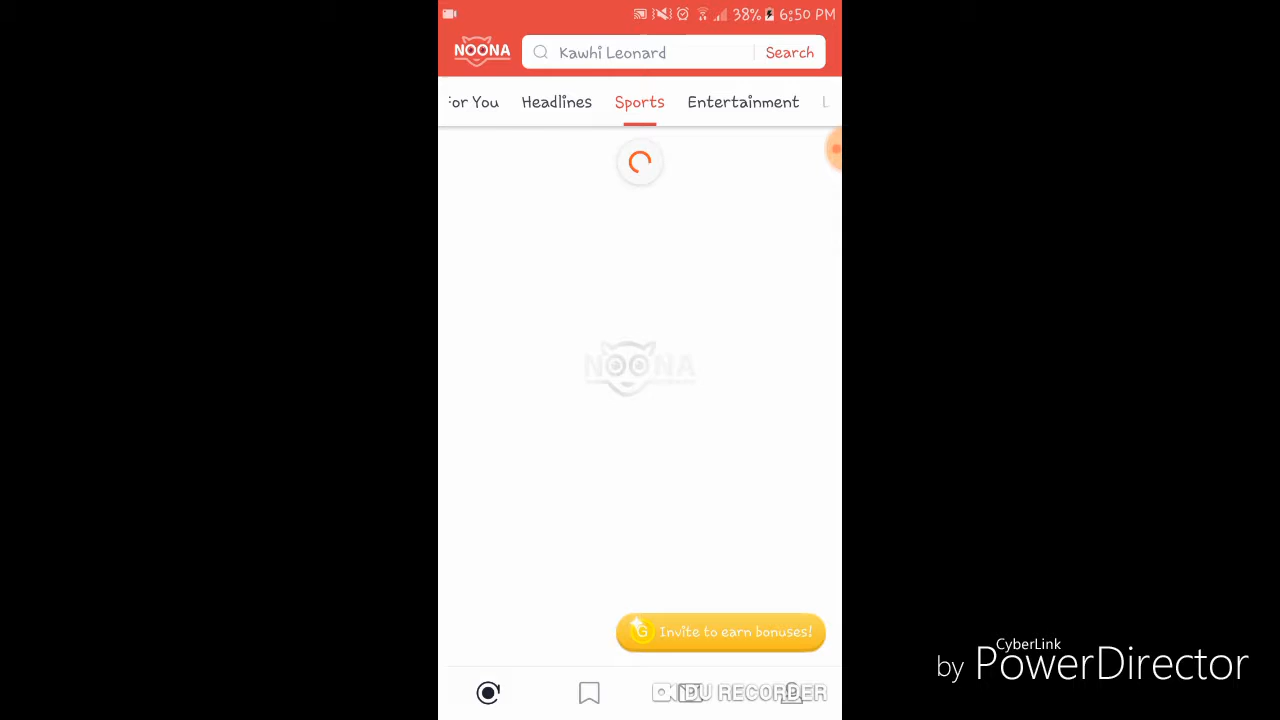 38% 6:50 PM
NOONA Kawhi Leonard Search
For You Headlines Sports Entertainment L
NOONA
G Invite to earn bonuses!
DU RECORDER
CyberLink
by PowerDirector